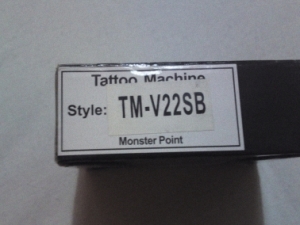 Tattoo Machine
Style: TM-V22SB
Monster Point